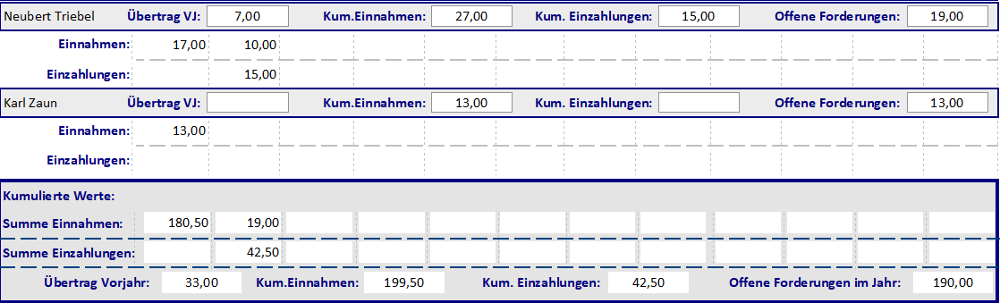 Neubert Triebel Übertrag VJ: 7,00 Kum.Einnahmen: 27,00 Kum. Einzahlungen: 15,00 Offene Forderungen: 19,00
Einnahmen: 17,00 10,00
Einzahlungen: 15,00
Karl Zaun Übertrag VJ: Kum.Einnahmen: 13,00 Kum. Einzahlungen: Offene Forderungen: 13,00
Einnahmen: 13,00
Einzahlungen:
Kumulierte Werte:
Summe Einnahmen: 180,50 19,00
Summe Einzahlungen: 42,50
Übertrag Vorjahr: 33,00 Kum.Einnahmen: 199,50 Kum. Einzahlungen: 42,50 Offene Forderungen im Jahr: 190,00